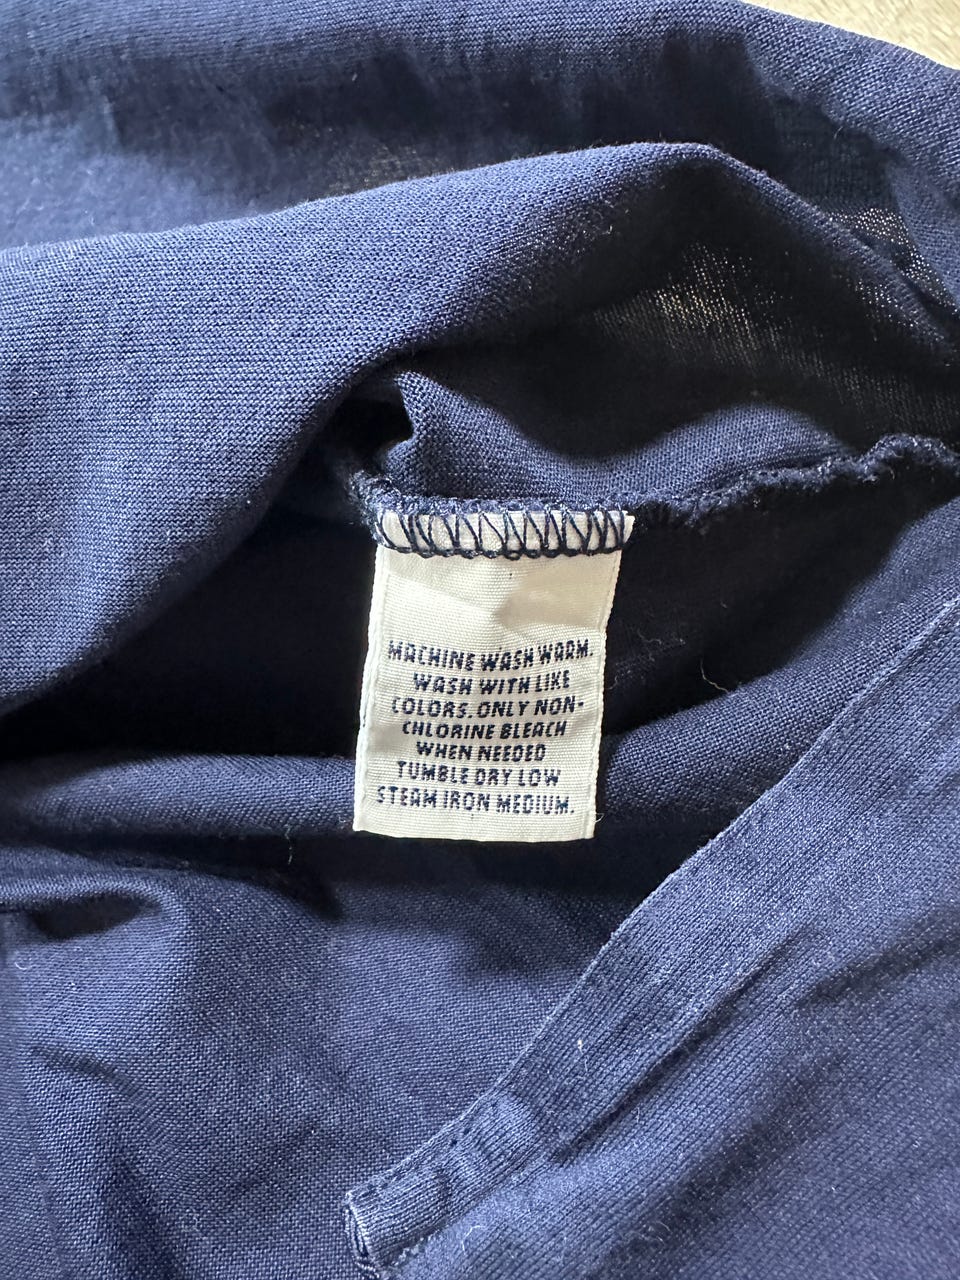 MACHINE WASH WARM.
WASH WITH LIKE
COLORS. ONLY NON-
CHLORINE BLEACH
WHEN NEEDED
TUMBLE DRY LOW
STEAM IRON MEDIUM.